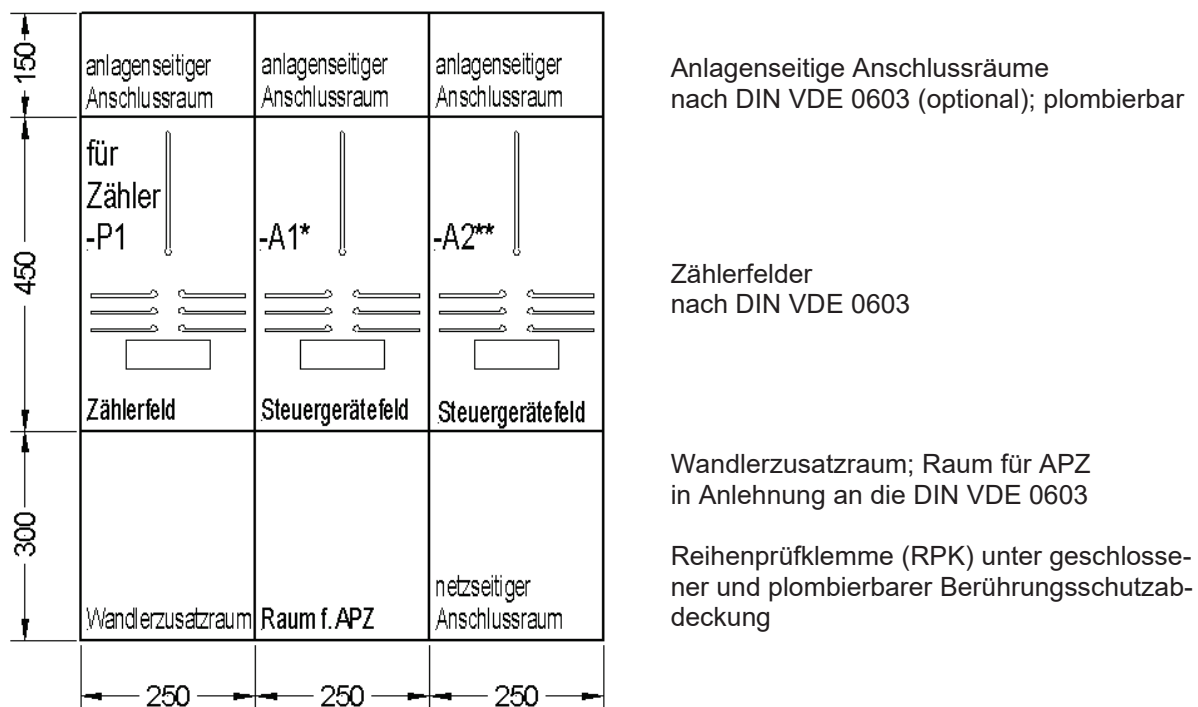 150
anlagenseitiger
Anschlussraum
anlagenseitiger
Anschlussraum
anlagenseitiger
Anschlussraum
Anlagenseitige Anschlussräume
nach DIN VDE 0603 (optional); plombierbar
450
für
Zähler
-P1
-A1*
-A2**
Zählerfeld
Steuergerätefeld
Steuergerätefeld
Zählerfelder
nach DIN VDE 0603
300
Wandlerzusatzraum
Raum f. APZ
netzseitiger
Anschlussraum
Wandlerzusatzraum; Raum für APZ
in Anlehnung an die DIN VDE 0603
Reihenprüfklemme (RPK) unter geschlosse-
ner und plombierbarer Berührungsschutzab-
deckung
250
250
250